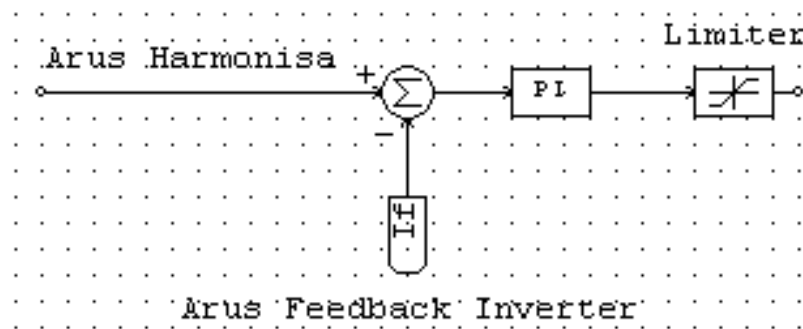 Limiter
Arus Harmonisa
+
Σ
PI
−
If
Arus Feedback Inverter